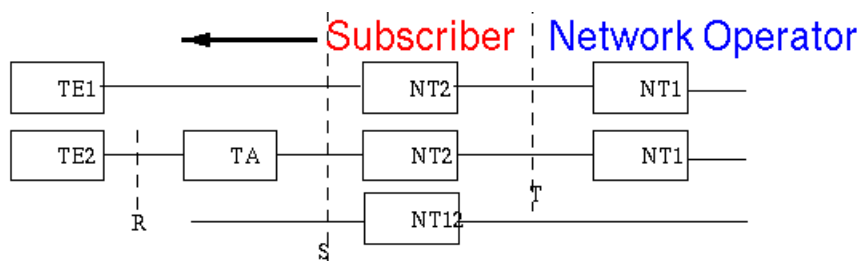 Subscriber Network Operator
TE1 NT2 NT1
TE2 TA NT2 NT1
T
R NT12
S